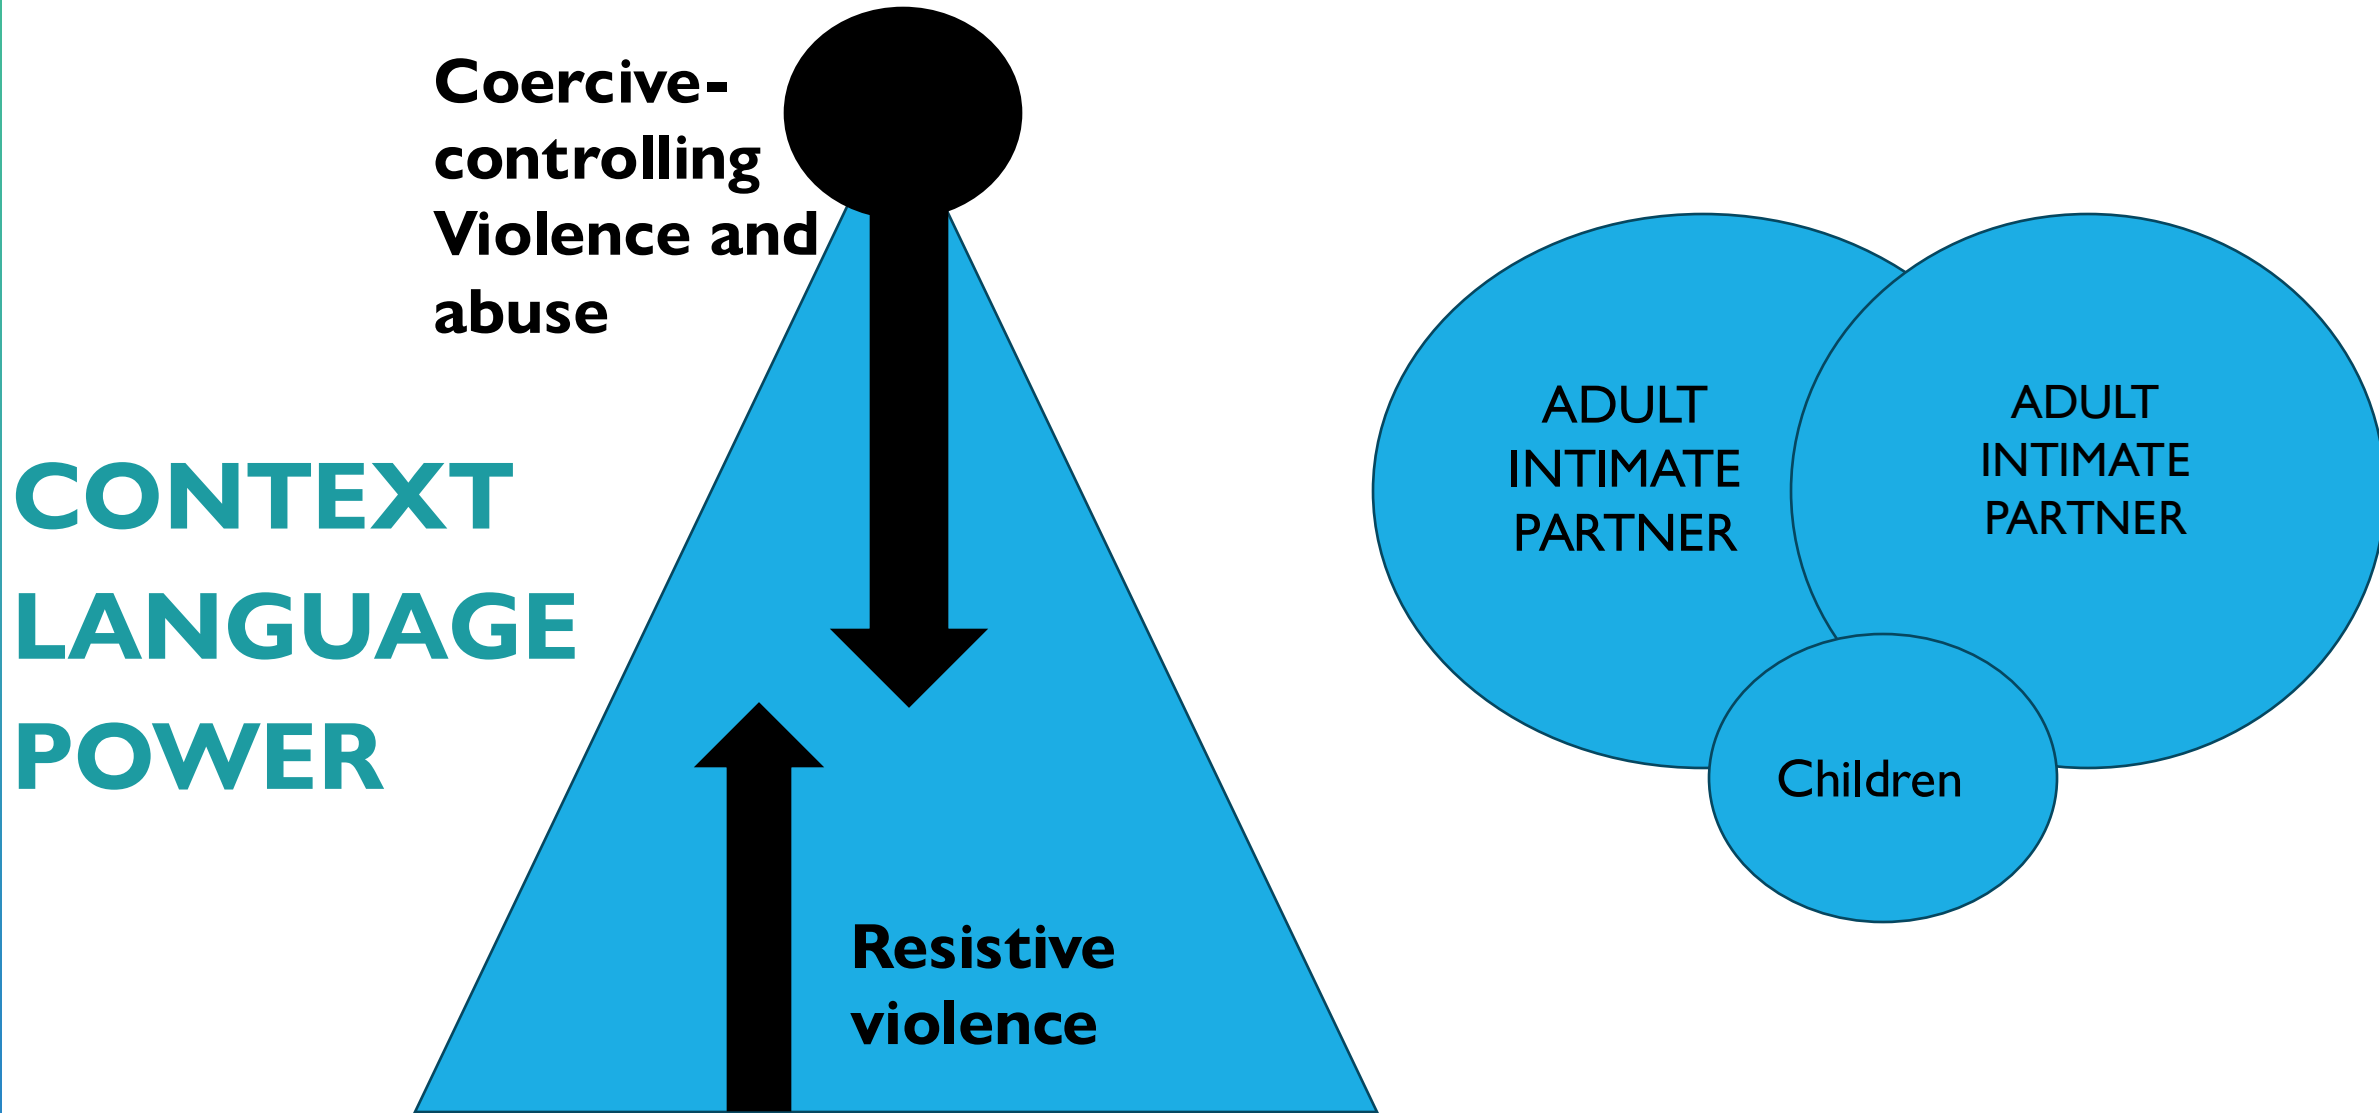 CONTEXT
LANGUAGE
POWER
Coercive-
controlling
Violence and
abuse
Resistive
violence
ADULT
INTIMATE
PARTNER
ADULT
INTIMATE
PARTNER
Children